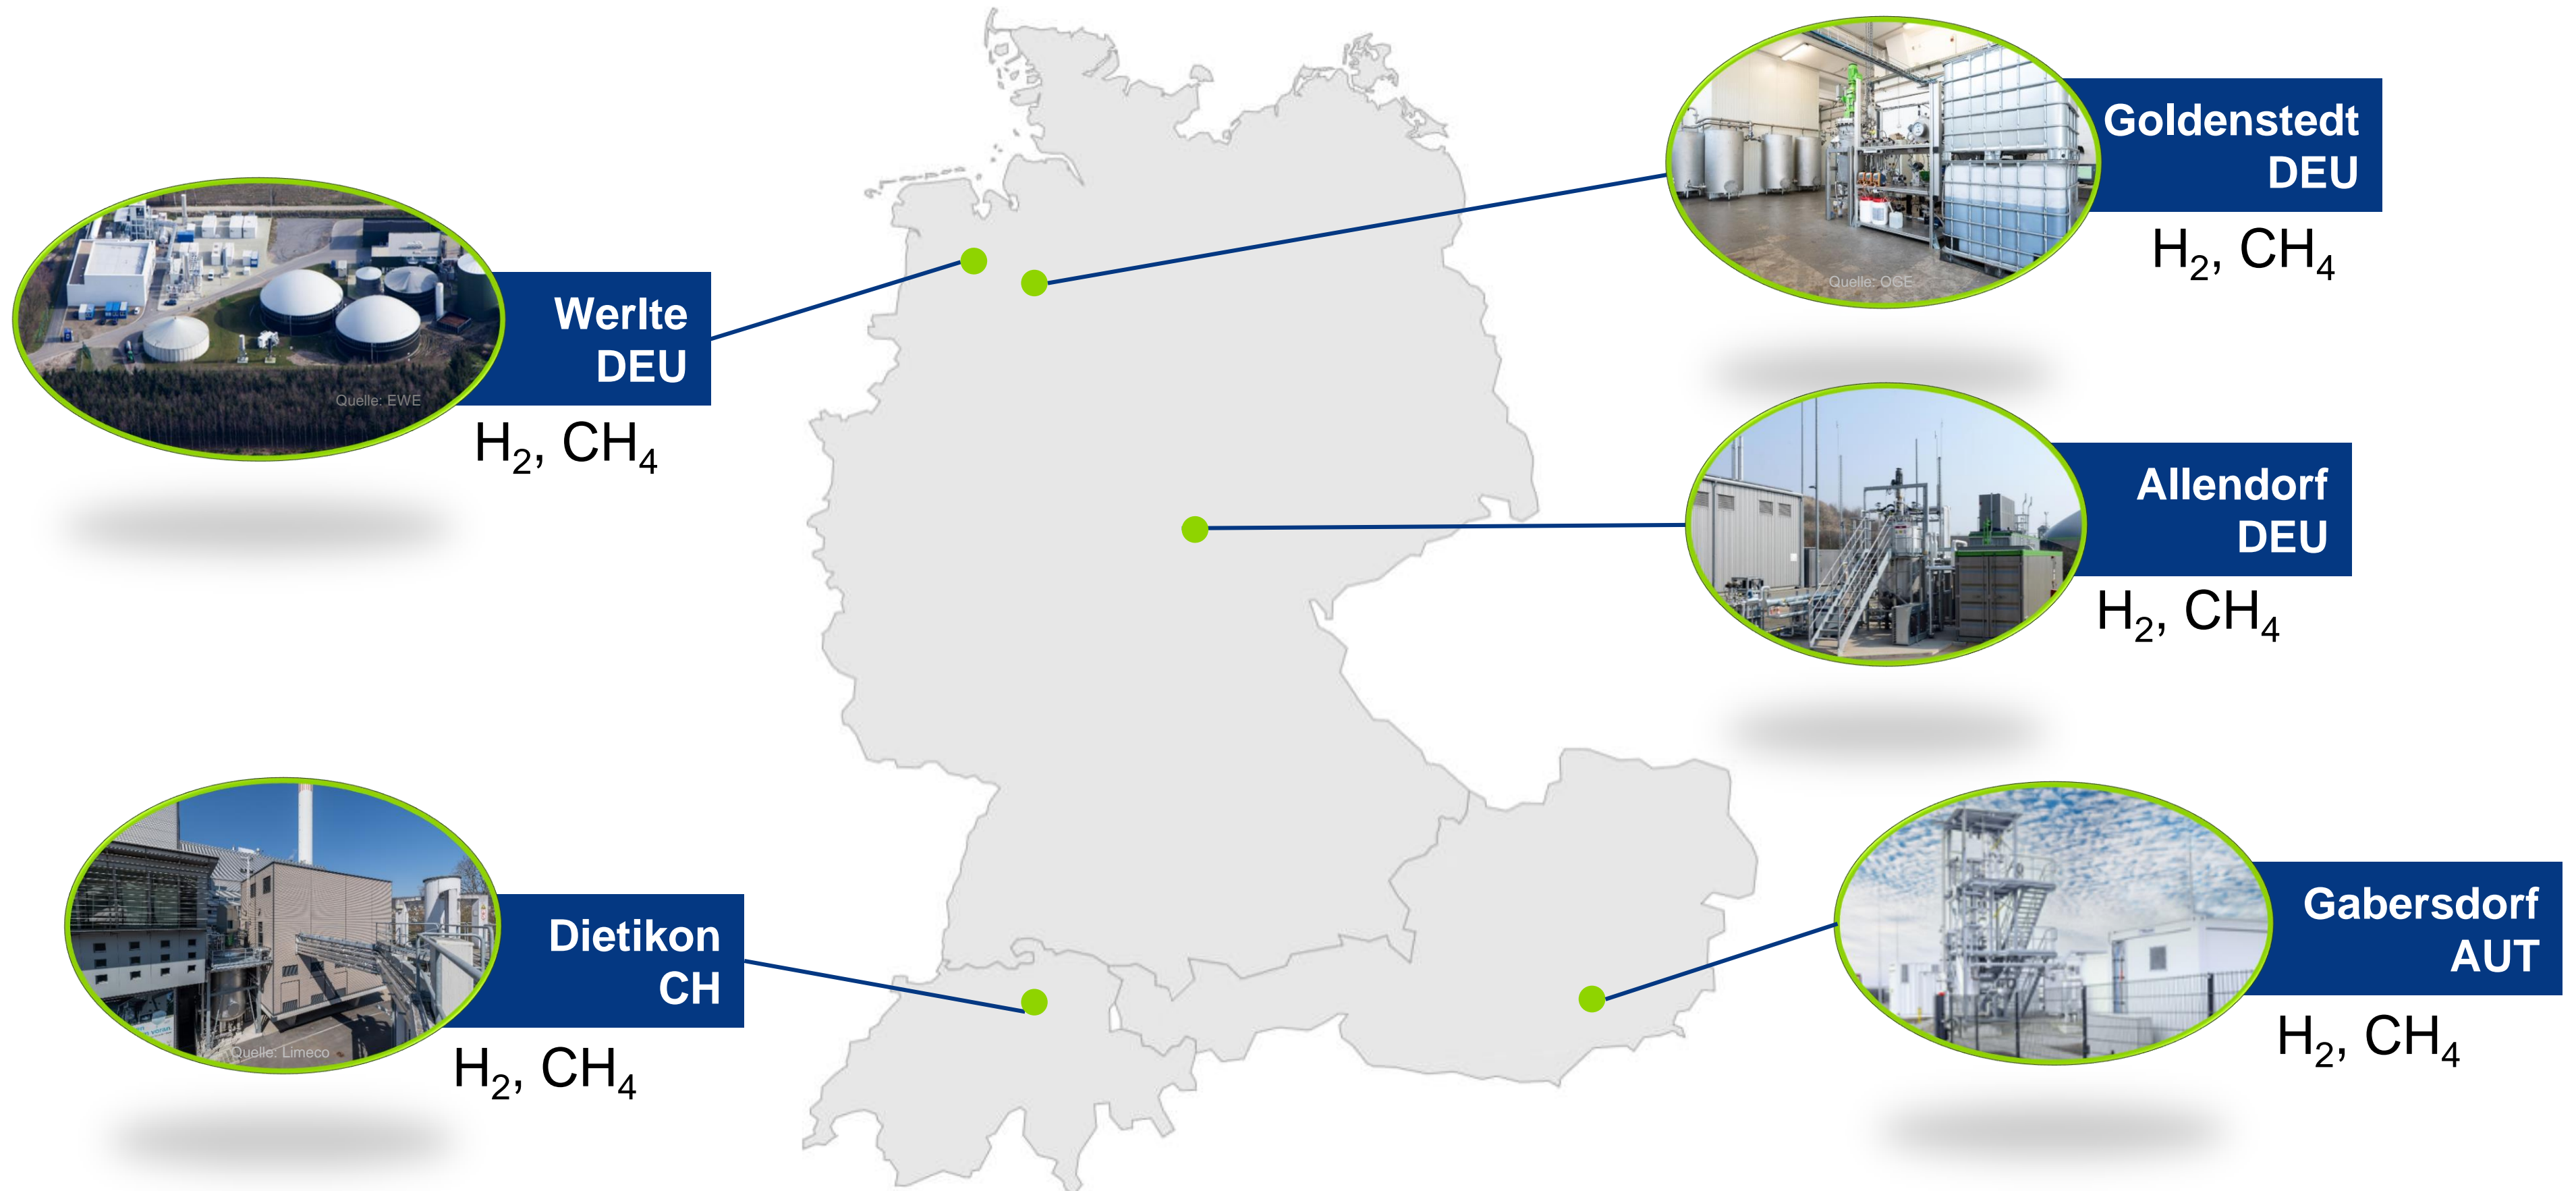 Goldenstedt
DEU
H₂, CH₄
Quelle: OGE
Werlte
DEU
Quelle: EWE
H₂, CH₄
Allendorf
DEU
H₂, CH₄
Dietikon
CH
Quelle: Limeco
H₂, CH₄
Gabersdorf
AUT
H₂, CH₄